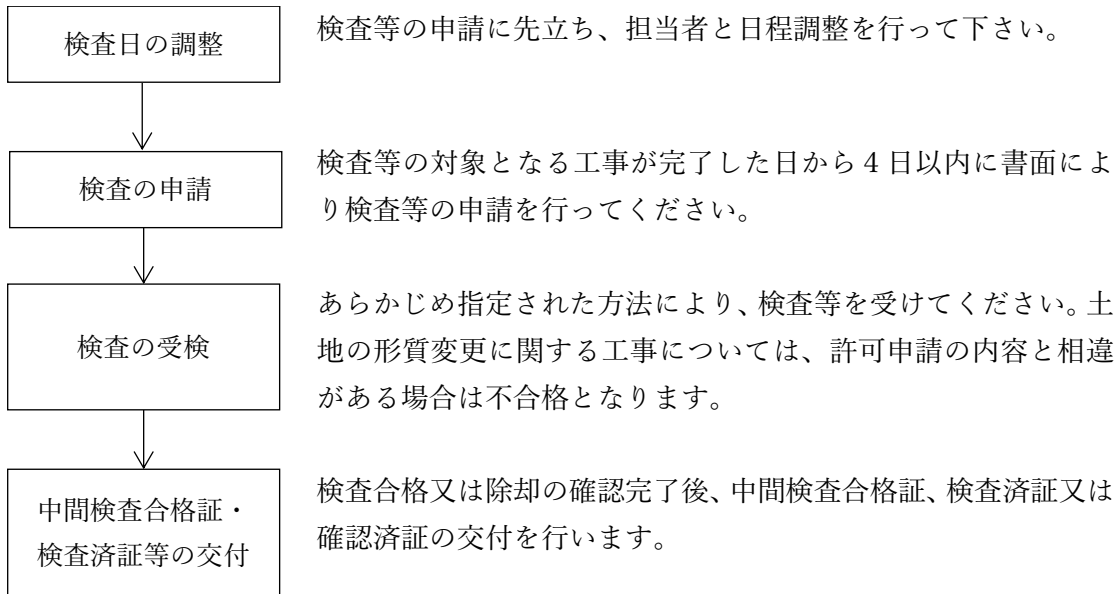 検査日の調整
検査等の申請に先立ち、担当者と日程調整を行って下さい。
検査の申請
検査等の対象となる工事が完了した日から４日以内に書面によ
り検査等の申請を行ってください。
検査の受検
あらかじめ指定された方法により、検査等を受けてください。土
地の形質変更に関する工事については、許可申請の内容と相違
がある場合は不合格となります。
中間検査合格証・
検査済証等の交付
検査合格又は除却の確認完了後、中間検査合格証、検査済証又は
確認済証の交付を行います。